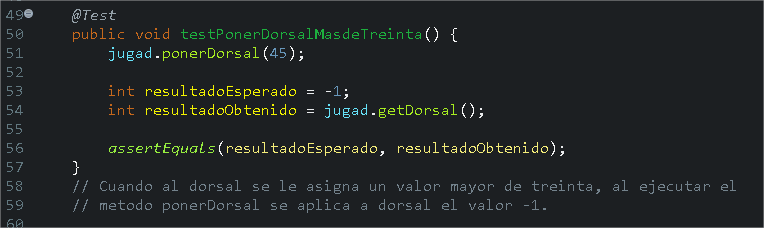 49 @Test
50 public void testPonerDorsalMasdeTreinta() {
51 jugad.ponerDorsal(45);
52
53 int resultadoEsperado = -1;
54 int resultadoObtenido = jugad.getDorsal();
55
56 assertEquals(resultadoEsperado, resultadoObtenido);
57 }
58 // Cuando al dorsal se le asigna un valor mayor de treinta, al ejecutar el
59 // metodo ponerDorsal se aplica a dorsal el valor -1.
60